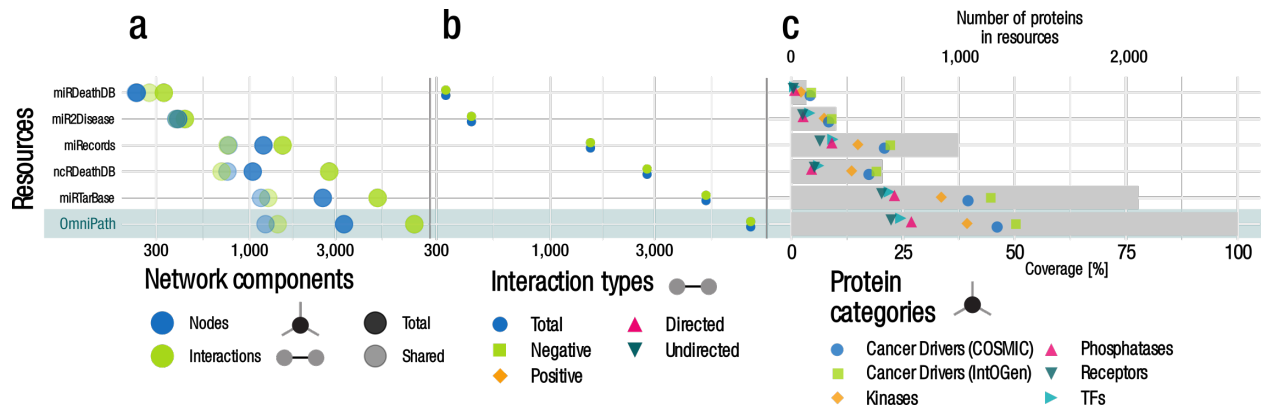 a
b
c
Number of proteins
in resources
0
1,000
2,000
Resources
miRDeathDB
miR2Disease
miRecords
ncRDeathDB
miRTarBase
OmniPath
300
1,000
3,000
300
1,000
3,000
0
25
50
75
100
Coverage [%]
Network components
Nodes
Total
Interactions
Shared
Interaction types
Total
Directed
Negative
Undirected
Positive
Protein
categories
Cancer Drivers (COSMIC)
Phosphatases
Cancer Drivers (IntOGen)
Receptors
Kinases
TFs